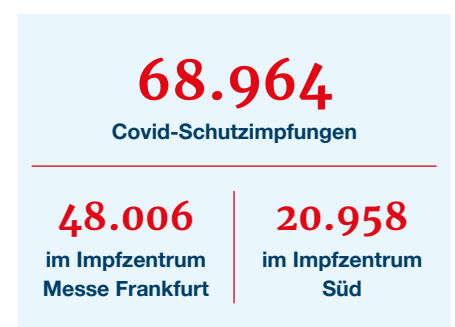 68.964
Covid-Schutzimpfungen
48.006
im Impfzentrum
Messe Frankfurt
20.958
im Impfzentrum
Süd